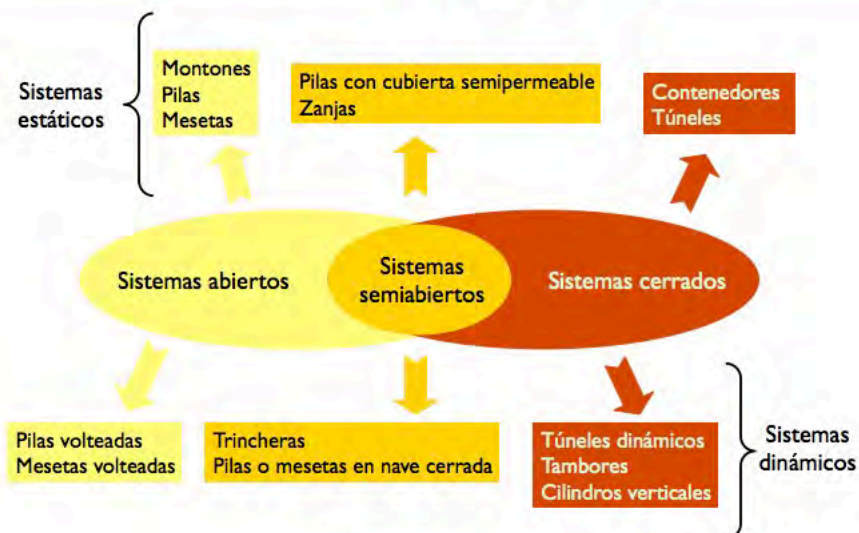 Sistemas
estáticos
Montones
Pilas
Mesetas
Pilas con cubierta semipermeable
Zanjas
Contenedores
Túneles
Sistemas abiertos
Sistemas
semiabiertos
Sistemas cerrados
Pilas volteadas
Mesetas volteadas
Trincheras
Pilas o mesetas en nave cerrada
Túneles dinámicos
Tambores
Cilindros verticales
Sistemas
dinámicos